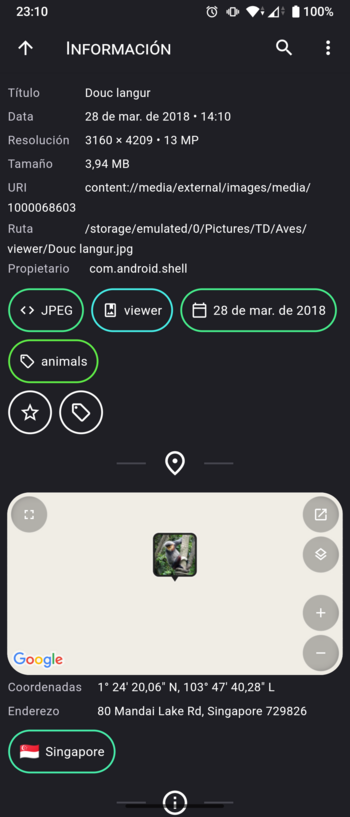 23:10
100%
INFORMACIÓN
Título Douc langur
Data 28 de mar. de 2018 • 14:10
Resolución 3160 × 4209 • 13 MP
Tamaño 3,94 MB
URI content://media/external/images/media/
1000068603
Ruta /storage/emulated/0/Pictures/TD/Aves/
viewer/Douc langur.jpg
Propietario com.android.shell
JPEG viewer 28 de mar. de 2018
animals
Google
Coordenadas 1° 24' 20,06" N, 103° 47' 40,28" L
Enderezo 80 Mandai Lake Rd, Singapore 729826
Singapore